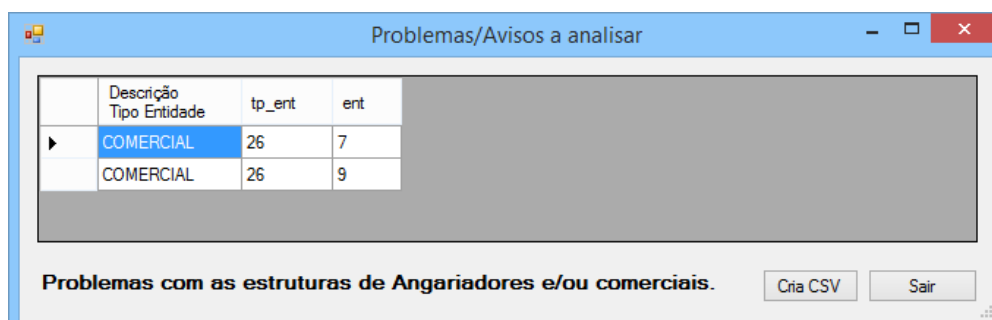 Problemas/Avisos a analisar
Descrição
Tipo Entidade tp_ent ent
COMERCIAL 26 7
COMERCIAL 26 9
Problemas com as estruturas de Angariadores e/ou comerciais.
Cria CSV Sair